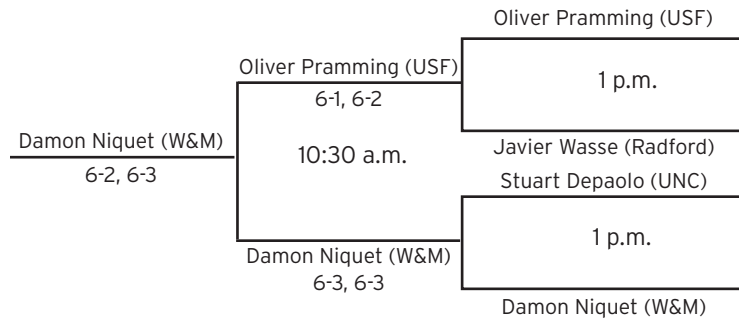 Oliver Pramming (USF)
Oliver Pramming (USF)
1 p.m.
6-1, 6-2
Damon Niquet (W&M)
10:30 a.m.
Javier Wasse (Radford)
6-2, 6-3
Stuart Depaolo (UNC)
1 p.m.
Damon Niquet (W&M)
6-3, 6-3
Damon Niquet (W&M)